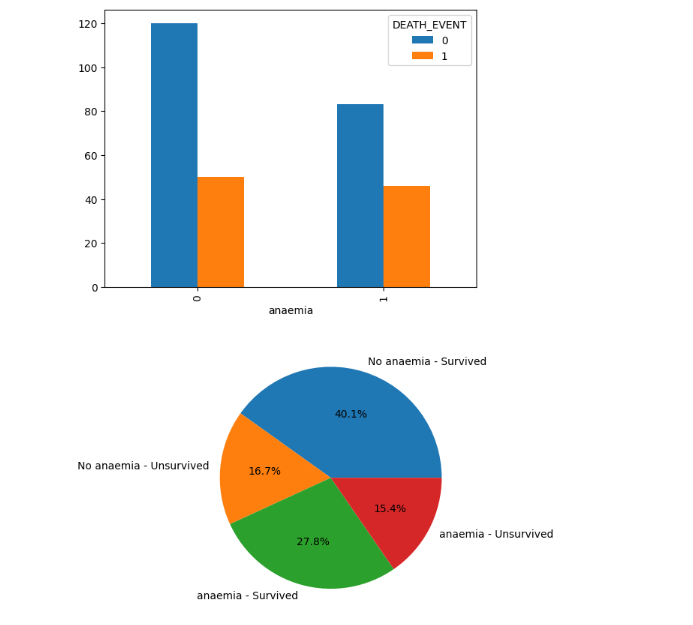 120
100
80
60
40
20
0
DEATH_EVENT
0
1
0
1
anaemia
No anaemia - Survived
40.1%
No anaemia - Unsurvived
16.7%
15.4%
anaemia - Unsurvived
27.8%
anaemia - Survived